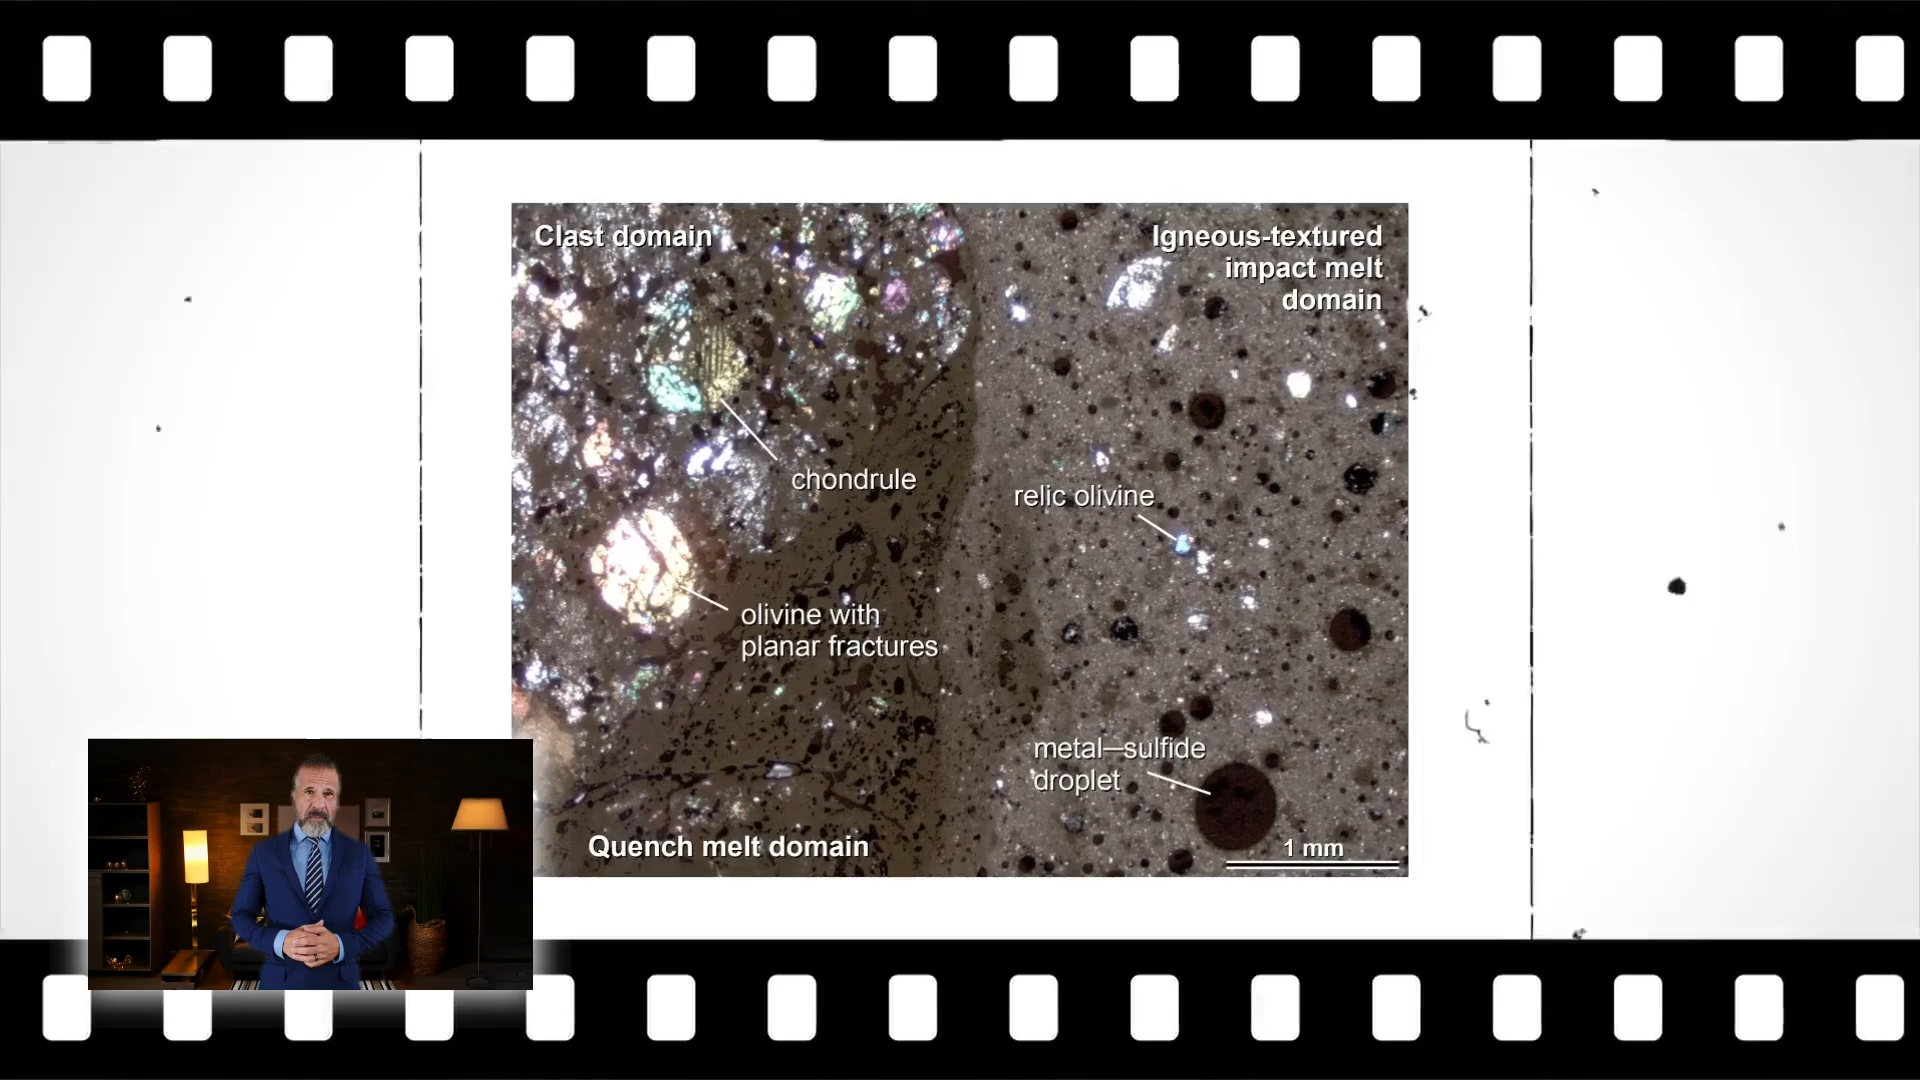 Clast domain
Igneous-textured
impact melt
domain
chondrule
relic olivine
olivine with
planar fractures
metal—sulfide
droplet
Quench melt domain
1 mm